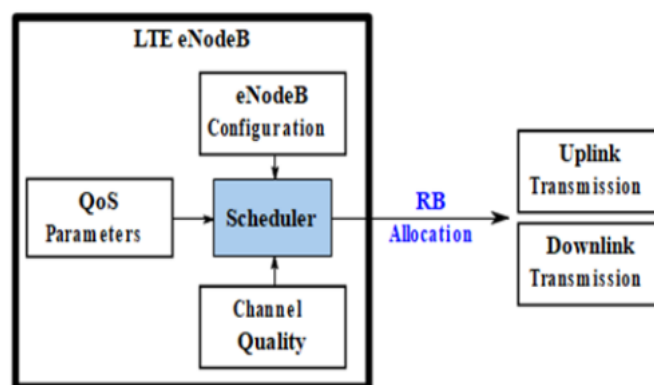 LTE eNodeB
eNodeB
Configuration
QoS
Parameters
Scheduler
RB
Allocation
Uplink
Transmission
Downlink
Transmission
Channel
Quality